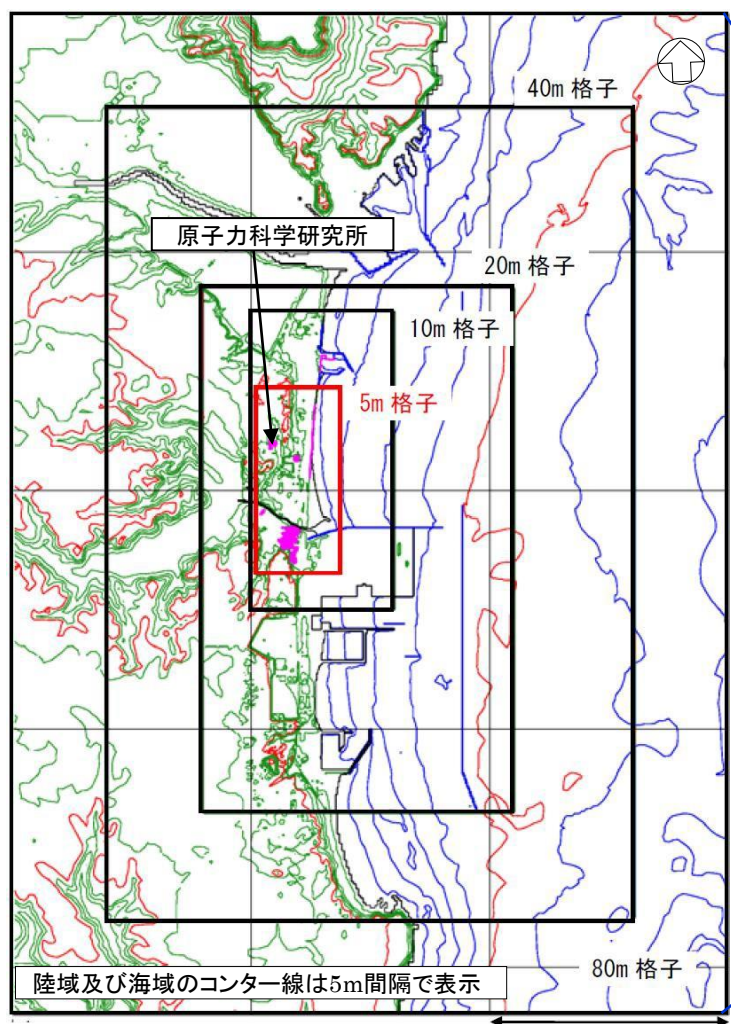 40m 格子
原子力科学研究所
20m 格子
10m 格子
5m 格子
80m 格子
陸域及び海域のコンター線は5m間隔で表示